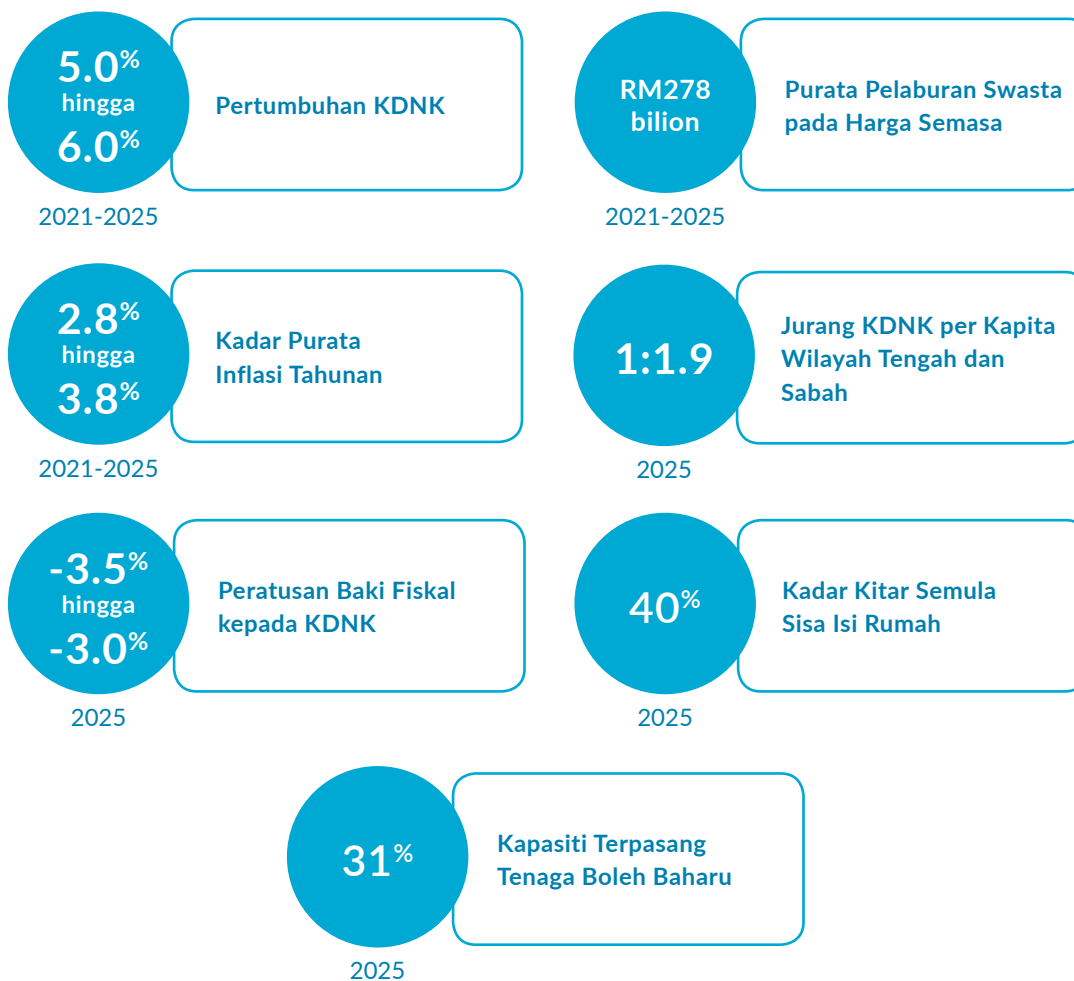 5.0%
hingga
6.0%
Pertumbuhan KDNK
2021-2025
RM278
bilion
Purata Pelaburan Swasta
pada Harga Semasa
2021-2025
2.8%
hingga
3.8%
Kadar Purata
Inflasi Tahunan
2021-2025
1:1.9
Jurang KDNK per Kapita
Wilayah Tengah dan
Sabah
2025
-3.5%
hingga
-3.0%
Peratusan Baki Fiskal
kepada KDNK
2025
40%
Kadar Kitar Semula
Sisa Isi Rumah
2025
31%
Kapasiti Terpasang
Tenaga Boleh Baharu
2025